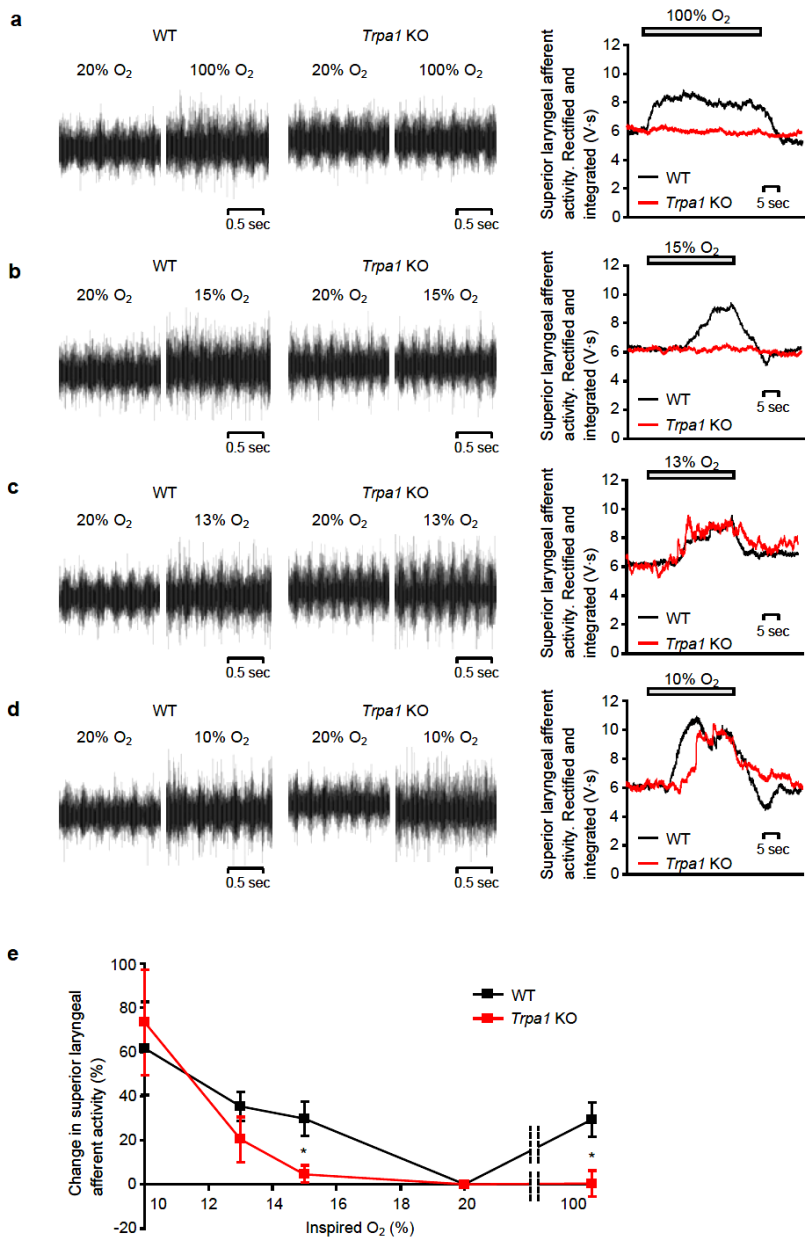 a
WT
Trpa1 KO
20% O2
100% O2
20% O2
100% O2
0.5 sec
0.5 sec
100% O2
Superior laryngeal afferent
activity. Rectified and
integrated (V·s)
12
10
8
6
4
2
0
WT
Trpa1 KO
5 sec
b
WT
Trpa1 KO
20% O2
15% O2
20% O2
15% O2
0.5 sec
0.5 sec
15% O2
Superior laryngeal afferent
activity. Rectified and
integrated (V·s)
12
10
8
6
4
2
0
WT
Trpa1 KO
5 sec
c
WT
Trpa1 KO
20% O2
13% O2
20% O2
13% O2
0.5 sec
0.5 sec
13% O2
Superior laryngeal afferent
activity. Rectified and
integrated (V·s)
12
10
8
6
4
2
0
WT
Trpa1 KO
5 sec
d
WT
Trpa1 KO
20% O2
10% O2
20% O2
10% O2
0.5 sec
0.5 sec
10% O2
Superior laryngeal afferent
activity. Rectified and
integrated (V·s)
12
10
8
6
4
2
0
WT
Trpa1 KO
5 sec
e
Change in superior laryngeal
afferent activity (%)
100
80
60
40
20
0
-20
WT
Trpa1 KO
*
*
10
12
14
16
18
20
100
Inspired O2 (%)